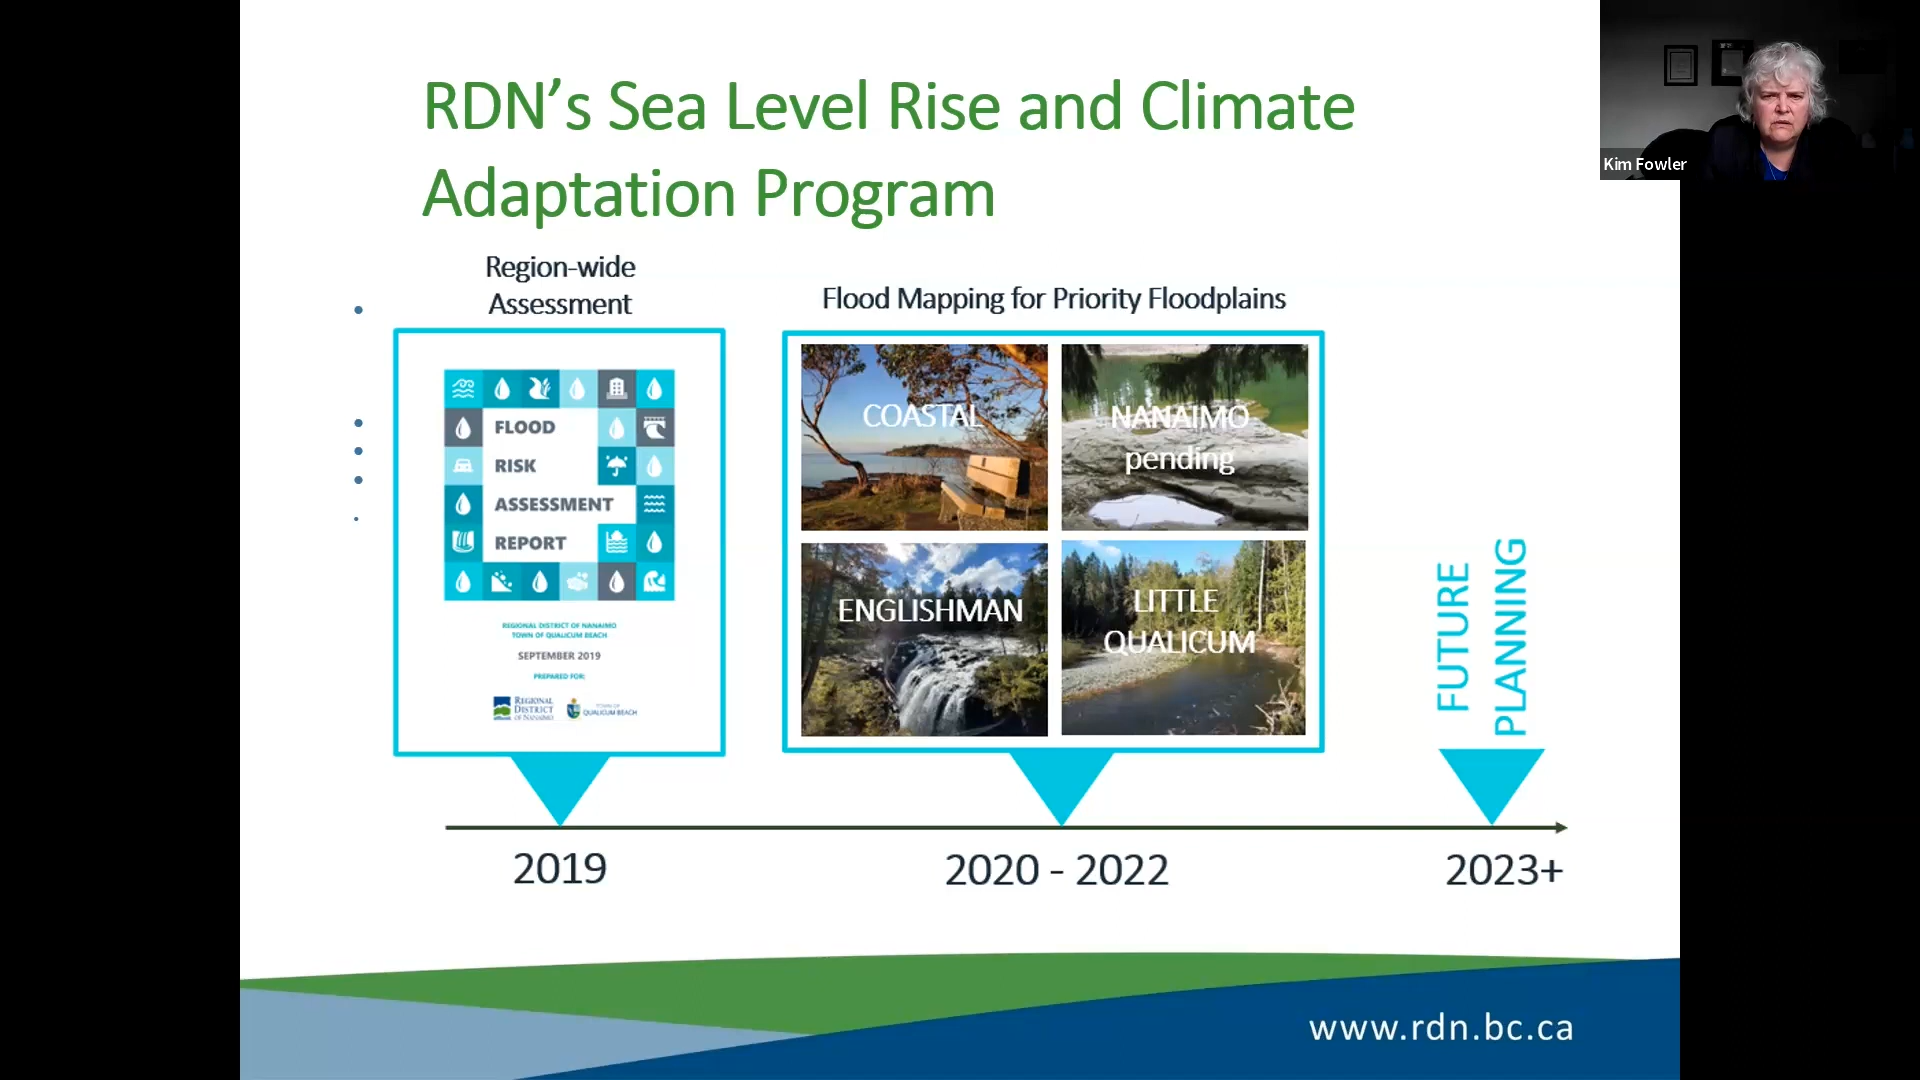 RDN’s Sea Level Rise and Climate
Adaptation Program
Kim Fowler
Region-wide
Assessment
FLOOD
RISK
ASSESSMENT
REPORT
REGIONAL DISTRICT OF NANAIMO
TOWN OF QUALICUM BEACH
SEPTEMBER 2019
PREPARED FOR:
REGIONAL
DISTRICT
OF NANAIMO
TOWN OF
QUALICUM BEACH
Flood Mapping for Priority Floodplains
COASTAL
NANAIMO
pending
ENGLISHMAN
LITTLE
QUALICUM
FUTURE
PLANNING
2019
2020 - 2022
2023+
www.rdn.bc.ca